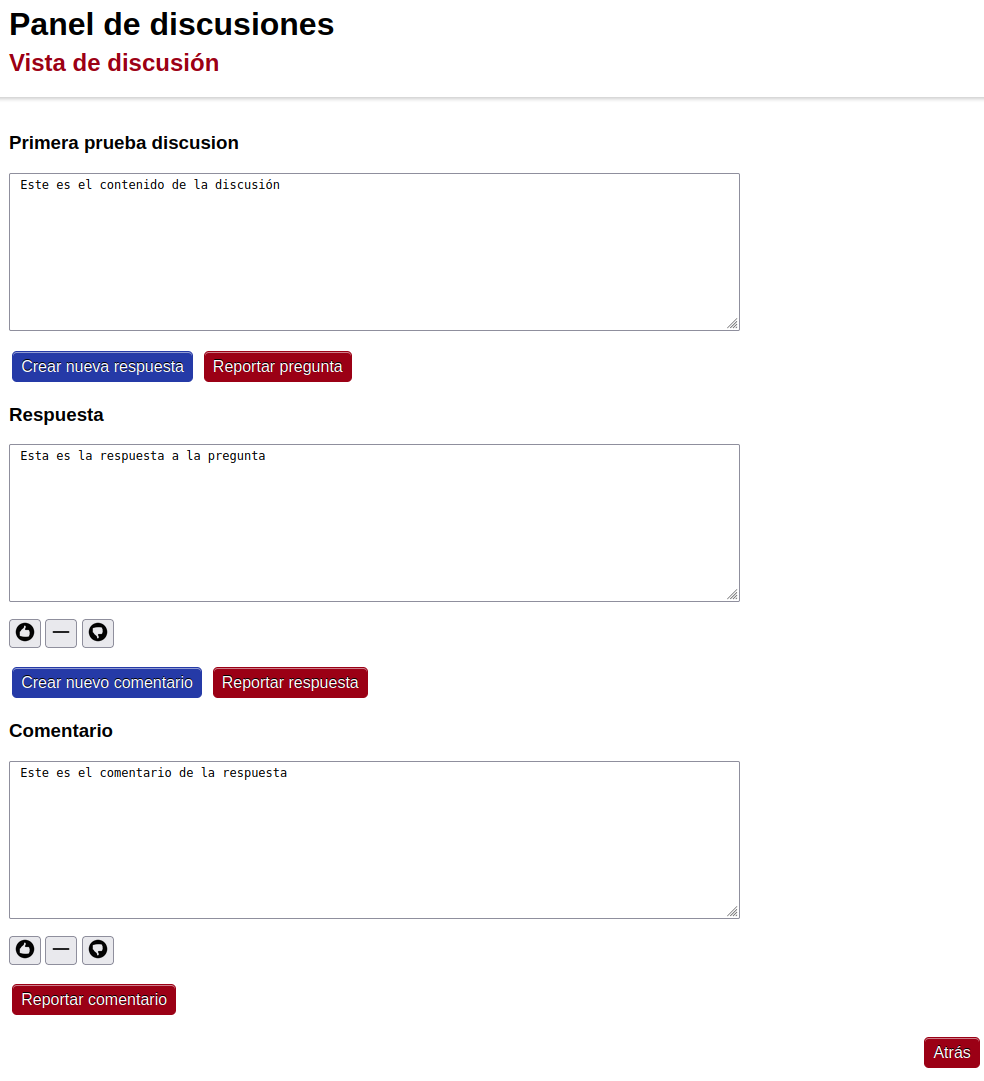 Panel de discusiones
Vista de discusión
Primera prueba discusion
Este es el contenido de la discusión
Crear nueva respuesta Reportar pregunta
Respuesta
Esta es la respuesta a la pregunta
Crear nuevo comentario Reportar respuesta
Comentario
Este es el comentario de la respuesta
Reportar comentario
Atrás